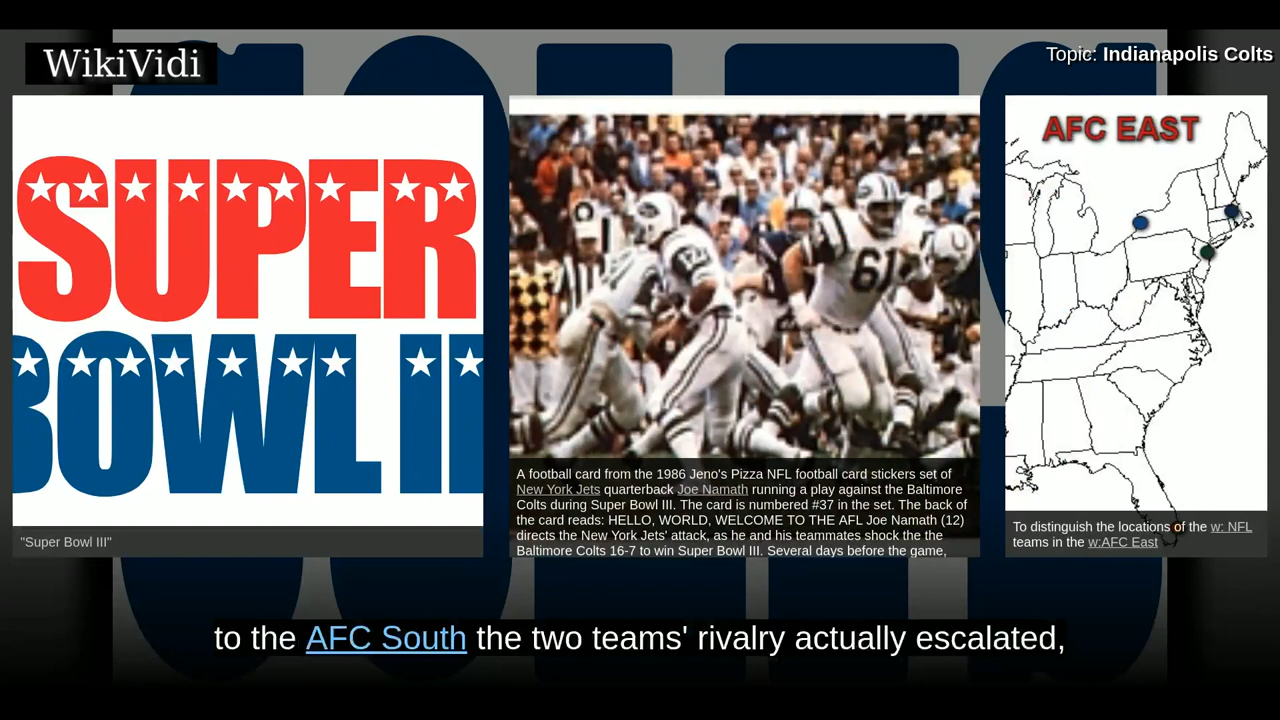 WikiVidi
Topic: Indianapolis Colts
SUPER
BOWL II
"Super Bowl III"
12
61
A football card from the 1986 Jeno's Pizza NFL football card stickers set of
New York Jets quarterback Joe Namath running a play against the Baltimore
Colts during Super Bowl III. The card is numbered #37 in the set. The back of
the card reads: HELLO, WORLD, WELCOME TO THE AFL Joe Namath (12)
directs the New York Jets' attack, as he and his teammates shock the the
Baltimore Colts 16-7 to win Super Bowl III. Several days before the game,
AFC EAST
To distinguish the locations of the w: NFL
teams in the w:AFC East
to the AFC South the two teams' rivalry actually escalated,